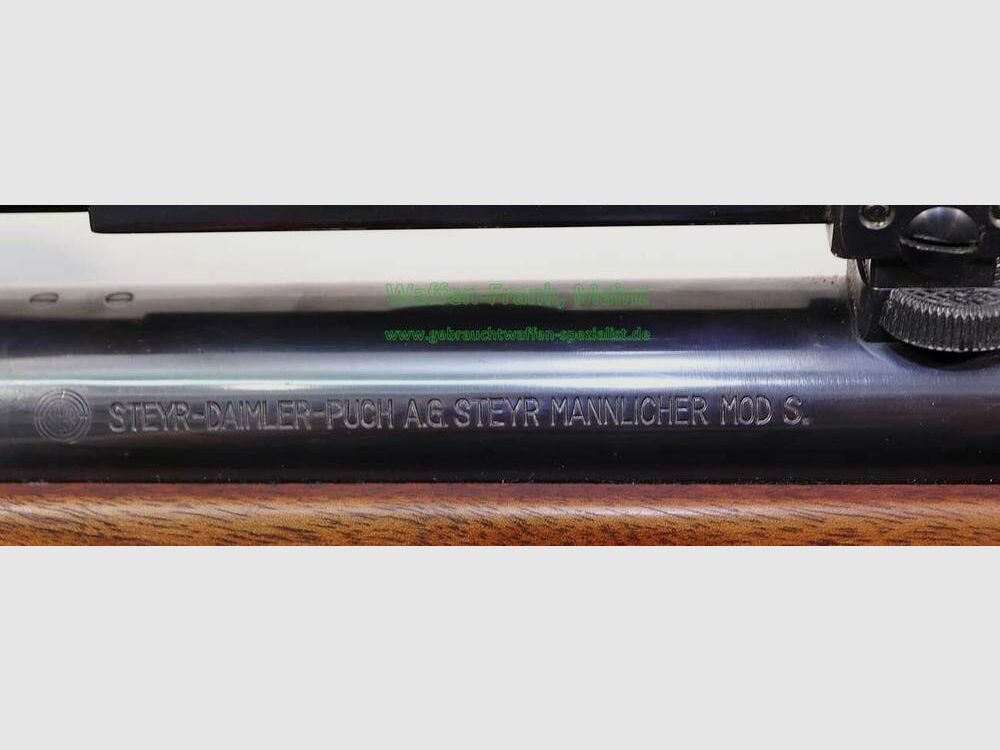 Waffen-Frank, Mainz
www.gebrauchtwaffen-spezialist.de
STEYR-DAIMLER-PUCH A.G. STEYR MANNLICHER MOD S.